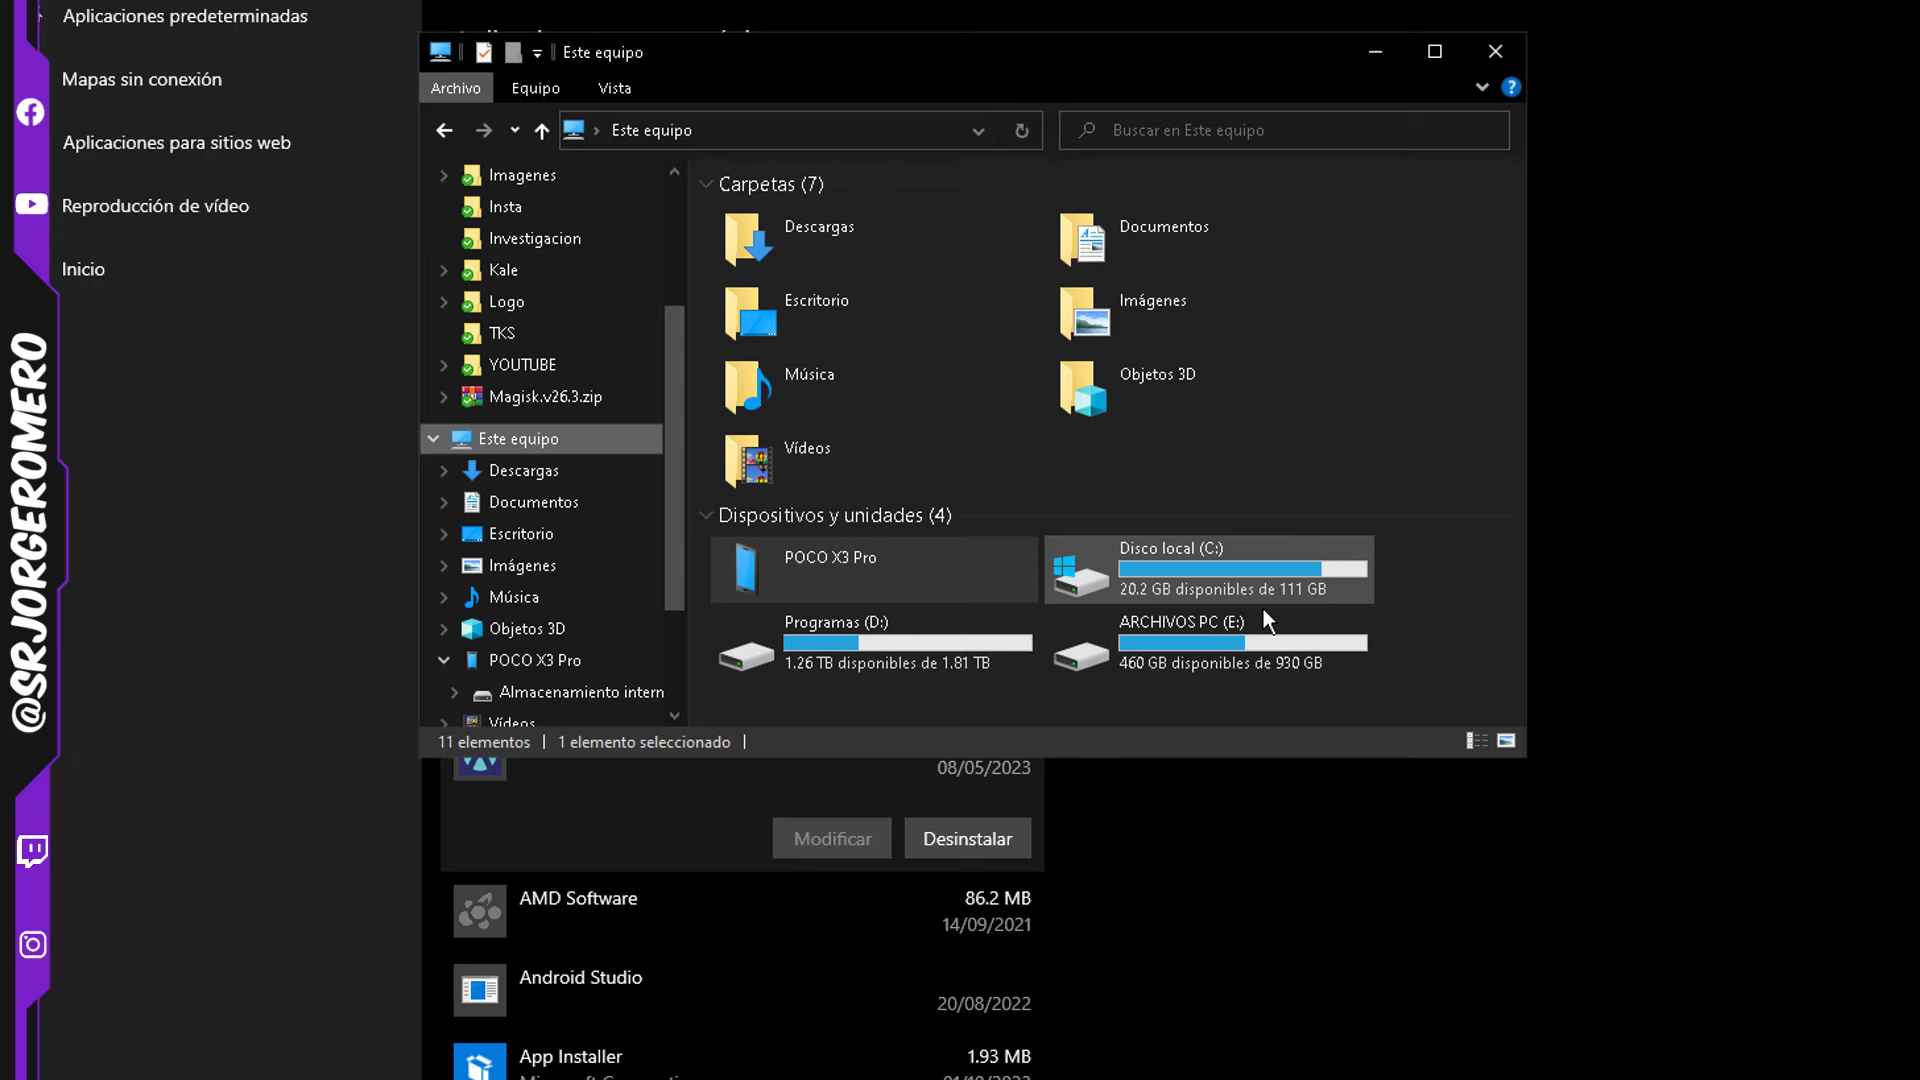 Aplicaciones predeterminadas
Mapas sin conexión
Aplicaciones para sitios web
Reproducción de vídeo
Inicio
@SRJORGEROMERO
Este equipo
Archivo
Equipo
Vista
?
Este equipo
Buscar en Este equipo
Imagenes
Insta
Investigacion
Kale
Logo
TKS
YOUTUBE
Magisk.v26.3.zip
Este equipo
Descargas
Documentos
Escritorio
Imágenes
Música
Objetos 3D
POCO X3 Pro
Almacenamiento intern
Vídeos
Carpetas (7)
Descargas
Documentos
Escritorio
Imágenes
Música
Objetos 3D
Vídeos
Dispositivos y unidades (4)
POCO X3 Pro
Disco local (C:)
20.2 GB disponibles de 111 GB
Programas (D:)
1.26 TB disponibles de 1.81 TB
ARCHIVOS PC (E:)
460 GB disponibles de 930 GB
11 elementos
1 elemento seleccionado
08/05/2023
Modificar
Desinstalar
AMD Software
86.2 MB
14/09/2021
Android Studio
20/08/2022
App Installer
1.93 MB